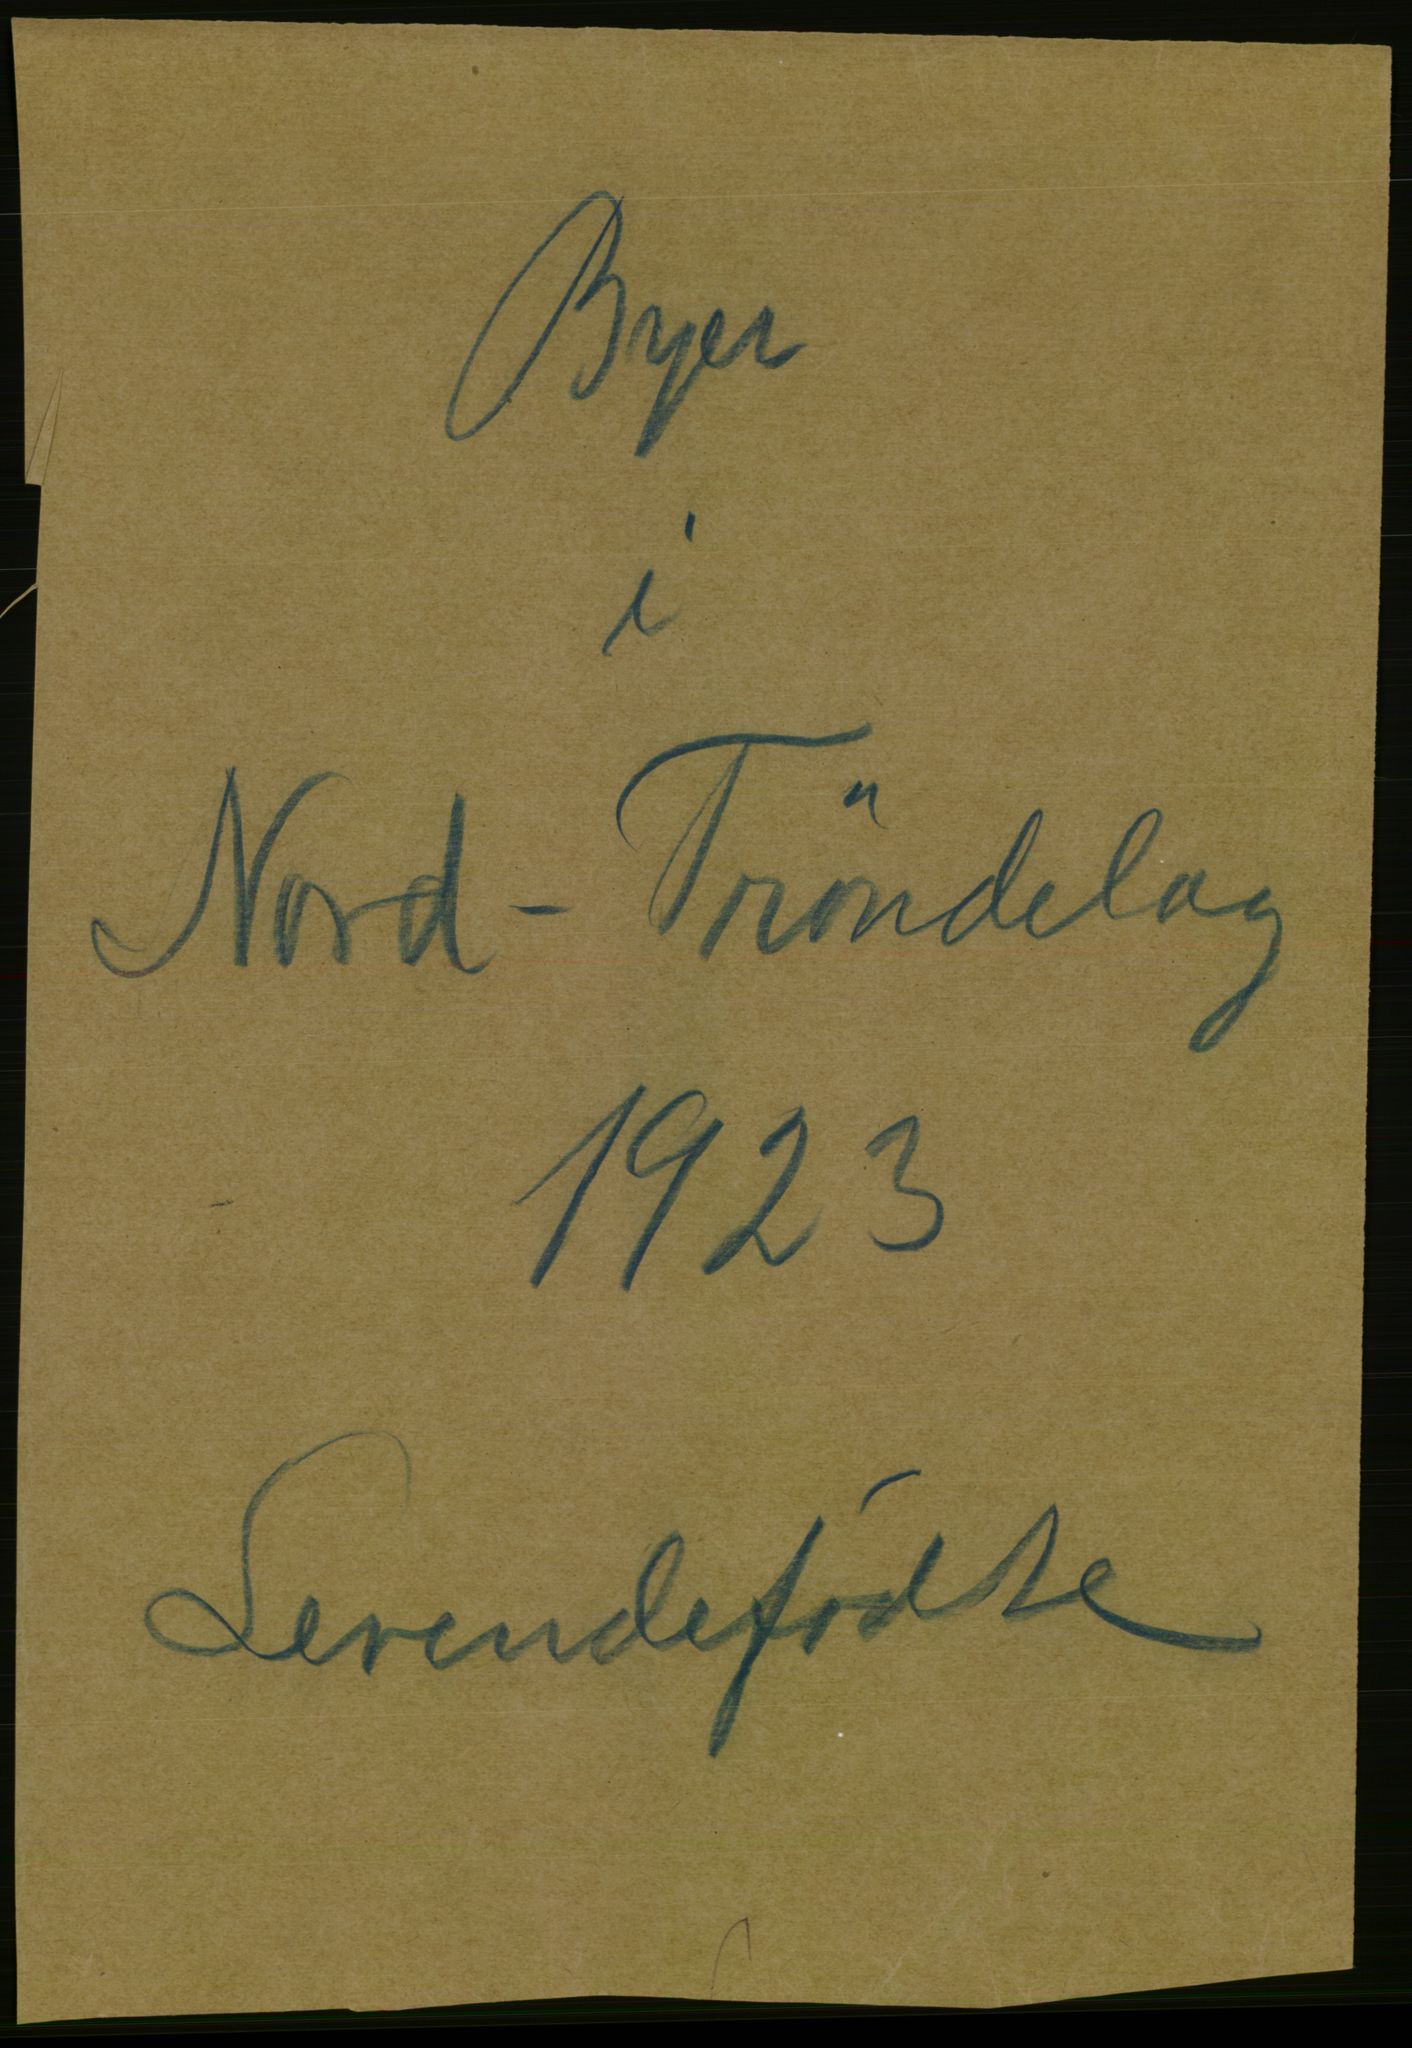 Byer
i
Nord - Tröndelag
1923
Levendefödte